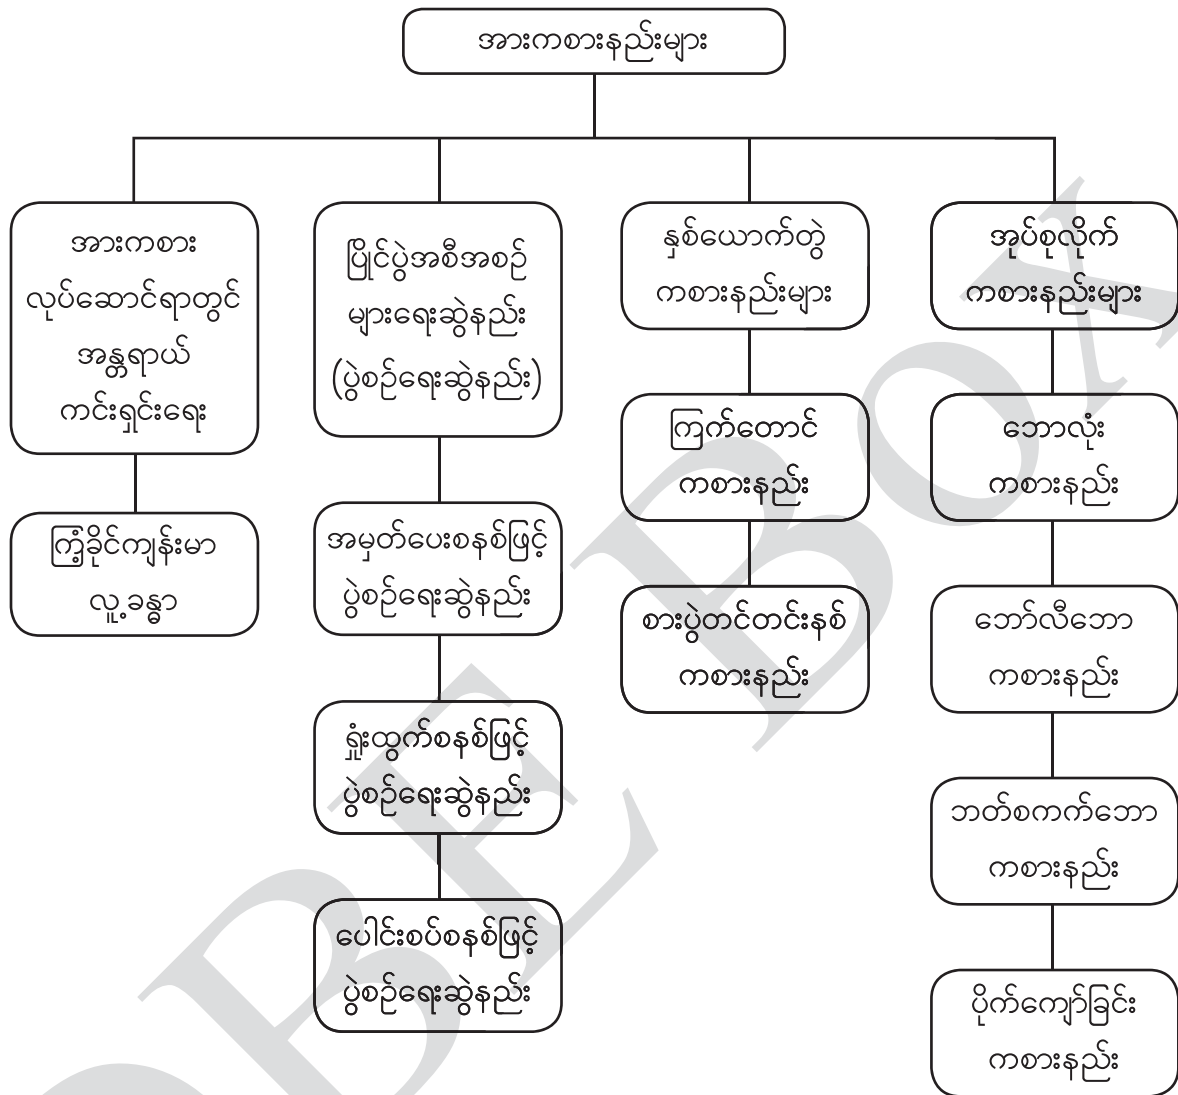 အားကစားနည်းများ
အားကစား
လုပ်ဆောင်ရာတွင်
အန္တရာယ်
ကင်းရှင်းရေး
ကြံ့ခိုင်ကျန်းမာ
လူ့ခန္ဓာ
ပြိုင်ပွဲအစီအစဉ်
များရေးဆွဲနည်း
(ပွဲစဉ်ရေးဆွဲနည်း)
အမှတ်ပေးစနစ်ဖြင့်
ပွဲစဉ်ရေးဆွဲနည်း
ရှုံးထွက်စနစ်ဖြင့်
ပွဲစဉ်ရေးဆွဲနည်း
ပေါင်းစပ်စနစ်ဖြင့်
ပွဲစဉ်ရေးဆွဲနည်း
နှစ်ယောက်တွဲ
ကစားနည်းများ
ကြက်တောင်
ကစားနည်း
စားပွဲတင်တင်းနစ်
ကစားနည်း
အုပ်စုလိုက်
ကစားနည်းများ
ဘောလုံး
ကစားနည်း
ဘော်လီဘော
ကစားနည်း
ဘတ်စကက်ဘော
ကစားနည်း
ပိုက်ကျော်ခြင်း
ကစားနည်း
OBE BOX